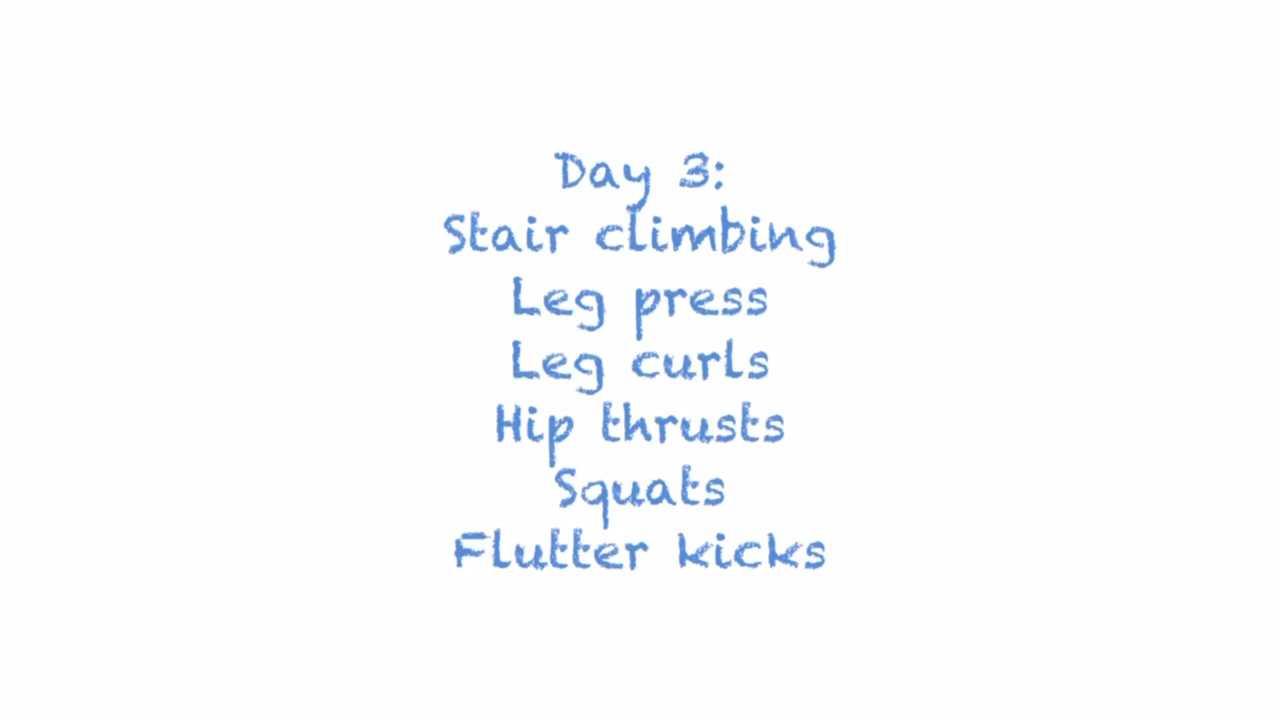 Day 3:
Stair climbing
Leg press
Leg curls
Hip thrusts
Squats
Flutter kicks